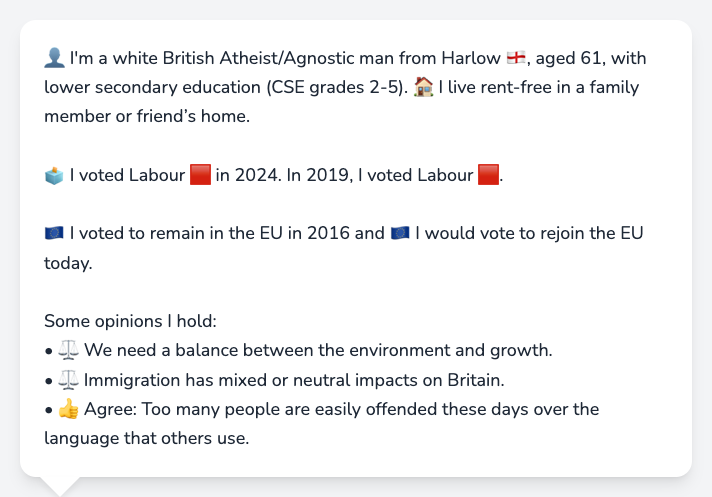 👤 I'm a white British Atheist/Agnostic man from Harlow 🏴󠁧󠁢󠁥󠁮󠁧󠁿, aged 61, with
lower secondary education (CSE grades 2-5). 🏠 I live rent-free in a family
member or friend’s home.
🗳️ I voted Labour 🟥 in 2024. In 2019, I voted Labour 🟥.
🇪🇺 I voted to remain in the EU in 2016 and 🇪🇺 I would vote to rejoin the EU
today.
Some opinions I hold:
• ⚖️ We need a balance between the environment and growth.
• ⚖️ Immigration has mixed or neutral impacts on Britain.
• 👍 Agree: Too many people are easily offended these days over the
language that others use.